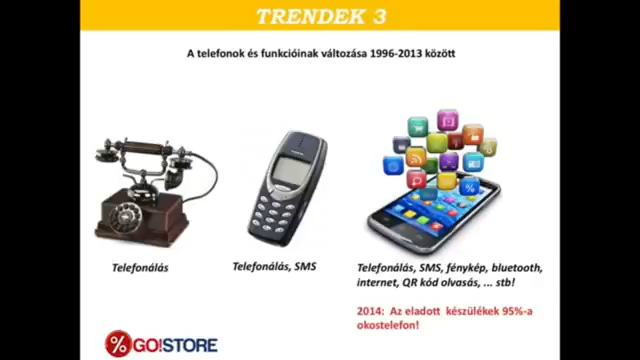 TRENDEK 3
A telefonok és funkcióinak változása 1996-2013 között
Telefonálás
Telefonálás, SMS
Telefonálás, SMS, fénykép, bluetooth,
internet, QR kód olvasás, ... stb!
2014: Az eladott készülékek 95%-a
okostelefon!
% GO!STORE